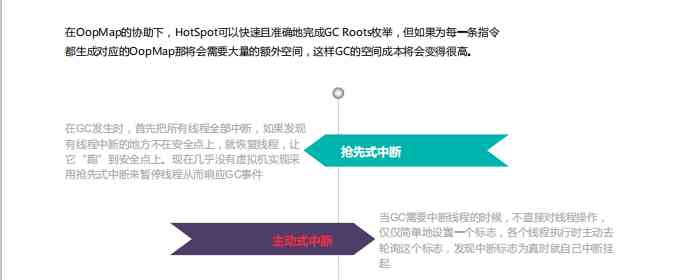 在OopMap的协助下，HotSpot可以快速且准确地完成GC Roots枚举，但如果为每一条指令
都生成对应的OopMap那将会需要大量的额外空间，这样GC的空间成本将会变得很高。
在GC发生时，首先把所有线程全部中断，如果发现
有线程中断的地方不在安全点上，就恢复线程，让
它“跑”到安全点上。现在几乎没有虚拟机实现采
用抢先式中断来暂停线程从而响应GC事件
抢先式中断
主动式中断
当GC需要中断线程的时候，不直接对线程操作，
仅仅简单地设置一个标志，各个线程执行时主动去
轮询这个标志，发现中断标志为真时就自己中断挂
起